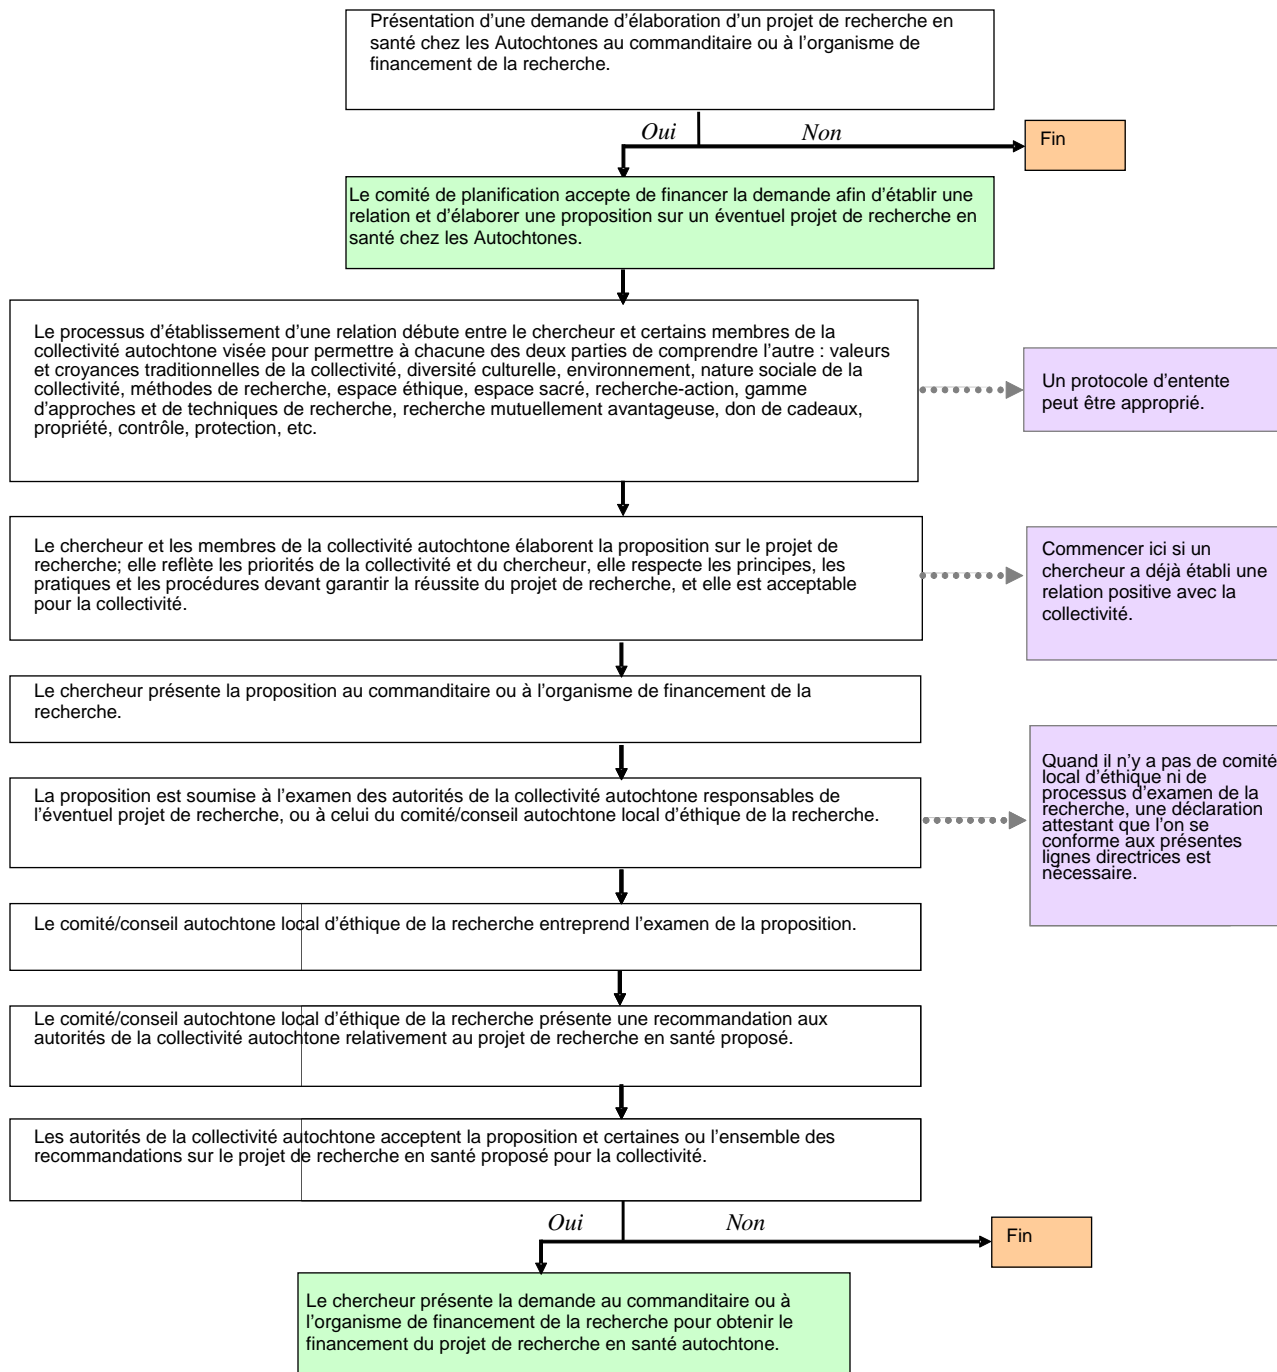 Présentation d’une demande d’élaboration d’un projet de recherche en
santé chez les Autochtones au commanditaire ou à l’organisme de
financement de la recherche.
Oui
Non
Fin
Le comité de planification accepte de financer la demande afin d’établir une
relation et d’élaborer une proposition sur un éventuel projet de recherche en
santé chez les Autochtones.
Le processus d’établissement d’une relation débute entre le chercheur et certains membres de la
collectivité autochtone visée pour permettre à chacune des deux parties de comprendre l’autre : valeurs
et croyances traditionnelles de la collectivité, diversité culturelle, environnement, nature sociale de la
collectivité, méthodes de recherche, espace éthique, espace sacré, recherche-action, gamme
d’approches et de techniques de recherche, recherche mutuellement avantageuse, don de cadeaux,
propriété, contrôle, protection, etc.
Un protocole d’entente
peut être approprié.
Le chercheur et les membres de la collectivité autochtone élaborent la proposition sur le projet de
recherche; elle reflète les priorités de la collectivité et du chercheur, elle respecte les principes, les
pratiques et les procédures devant garantir la réussite du projet de recherche, et elle est acceptable
pour la collectivité.
Commencer ici si un
chercheur a déjà établi une
relation positive avec la
collectivité.
Le chercheur présente la proposition au commanditaire ou à l’organisme de financement de la
recherche.
La proposition est soumise à l’examen des autorités de la collectivité autochtone responsables de
l’éventuel projet de recherche, ou à celui du comité/conseil autochtone local d’éthique de la recherche.
Quand il n’y a pas de comité
local d’éthique ni de
processus d’examen de la
recherche, une déclaration
attestant que l’on se
conforme aux présentes
lignes directrices est
nécessaire.
Le comité/conseil autochtone local d’éthique de la recherche entreprend l’examen de la proposition.
Le comité/conseil autochtone local d’éthique de la recherche présente une recommandation aux
autorités de la collectivité autochtone relativement au projet de recherche en santé proposé.
Les autorités de la collectivité autochtone acceptent la proposition et certaines ou l’ensemble des
recommandations sur le projet de recherche en santé proposé pour la collectivité.
Oui
Non
Fin
Le chercheur présente la demande au commanditaire ou à
l’organisme de financement de la recherche pour obtenir le
financement du projet de recherche en santé autochtone.